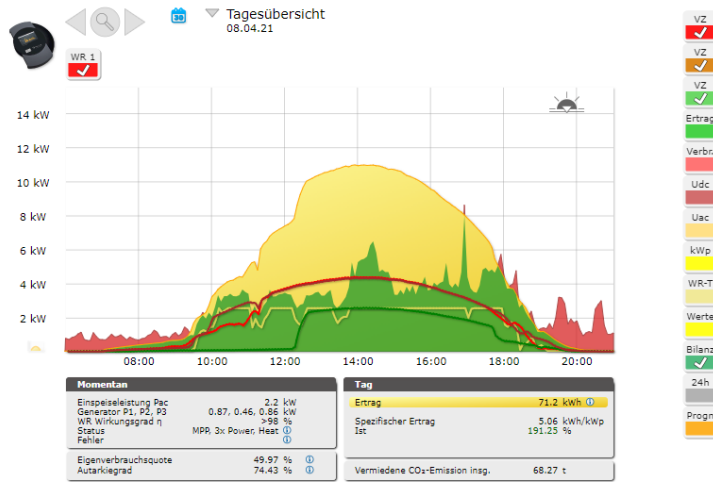 Tagesübersicht
08.04.21
30
WR 1
14 kW
12 kW
10 kW
8 kW
6 kW
4 kW
2 kW
08:00 10:00 12:00 14:00 16:00 18:00 20:00
Momentan
Einspeiseleistung Pac 2.2 kW
Generator P1, P2, P3 0.87, 0.46, 0.86 kW
WR Wirkungsgrad η >98 %
Status MPP, 3x Power, Heat
Fehler
Eigenverbrauchsquote 49.97 %
Autarkiegrad 74.43 %
Tag
Ertrag 71.2 kWh
Spezifischer Ertrag 5.06 kWh/kWp
Ist 191.25 %
Vermiedene CO₂-Emission insg. 68.27 t
VZ
VZ
VZ
Ertrag
Verbr.
Udc
Uac
kWp
WR-T
Werte
Bilanz
24h
Progn